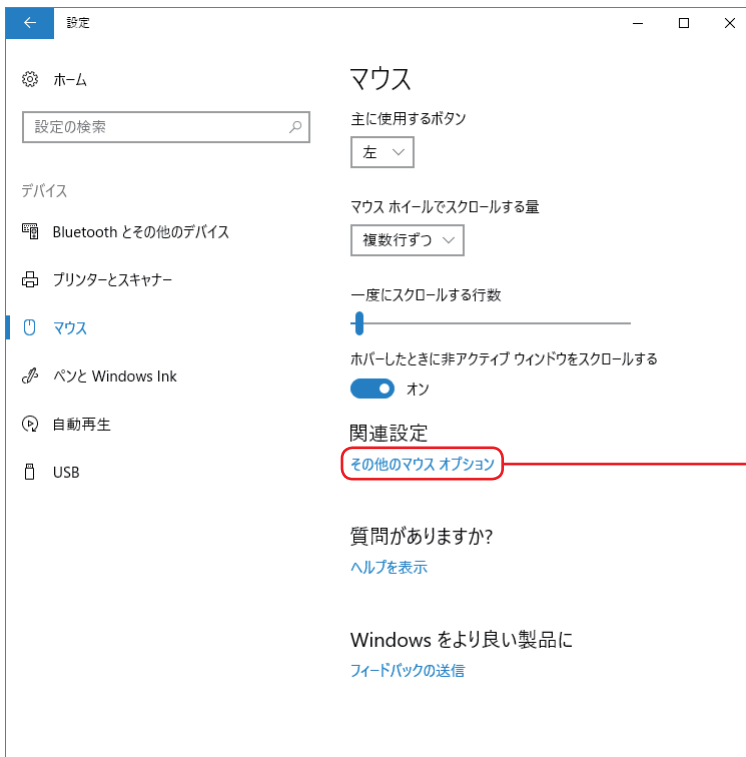 設定
ホーム
設定の検索
デバイス
Bluetooth とその他のデバイス
プリンターとスキャナー
マウス
ペンと Windows Ink
自動再生
USB
マウス
主に使用するボタン
左
マウス ホイールでスクロールする量
複数行ずつ
一度にスクロールする行数
ホバーしたときに非アクティブ ウィンドウをスクロールする
オン
関連設定
その他のマウス オプション
質問がありますか?
ヘルプを表示
Windows をより良い製品に
フィードバックの送信